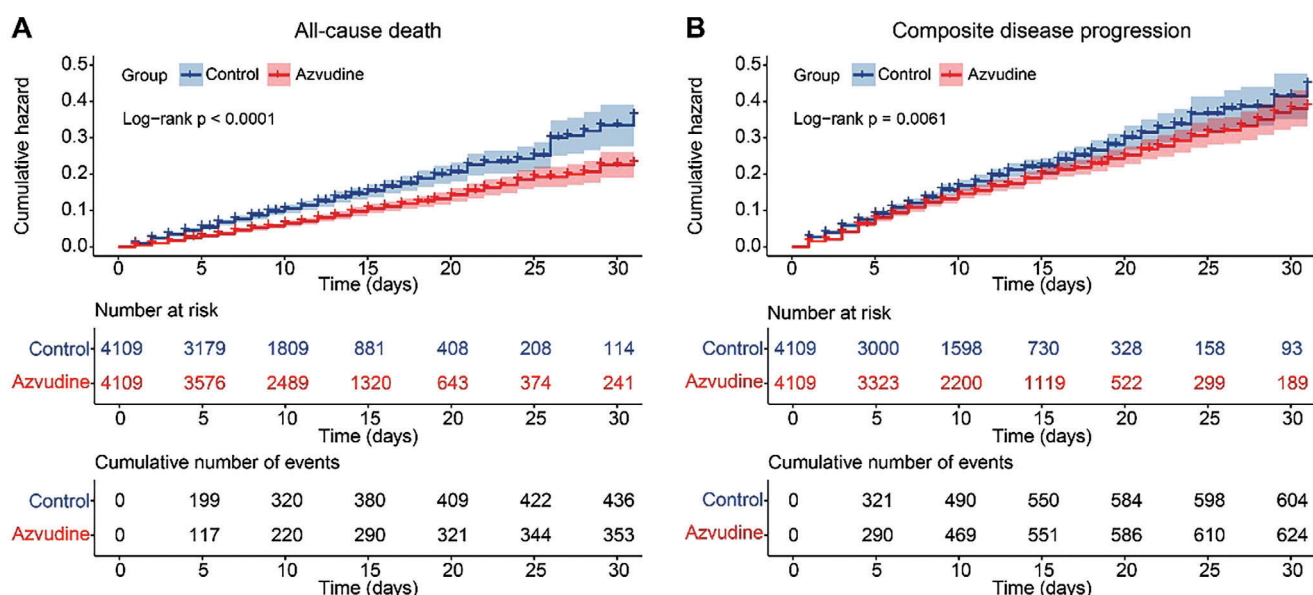 A
All-cause death
Group Control Azvudine
Log-rank p < 0.0001
Cumulative hazard
0.5
0.4
0.3
0.2
0.1
0.0
0 5 10 15 20 25 30
Time (days)
Number at risk
Control 4109 3179 1809 881 408 208 114
Azvudine 4109 3576 2489 1320 643 374 241
0 5 10 15 20 25 30
Time (days)
Cumulative number of events
Control 0 199 320 380 409 422 436
Azvudine 0 117 220 290 321 344 353
0 5 10 15 20 25 30
Time (days)
B
Composite disease progression
Group Control Azvudine
Log-rank p = 0.0061
Cumulative hazard
0.5
0.4
0.3
0.2
0.1
0.0
0 5 10 15 20 25 30
Time (days)
Number at risk
Control 4109 3000 1598 730 328 158 93
Azvudine 4109 3323 2200 1119 522 299 189
0 5 10 15 20 25 30
Time (days)
Cumulative number of events
Control 0 321 490 550 584 598 604
Azvudine 0 290 469 551 586 610 624
0 5 10 15 20 25 30
Time (days)